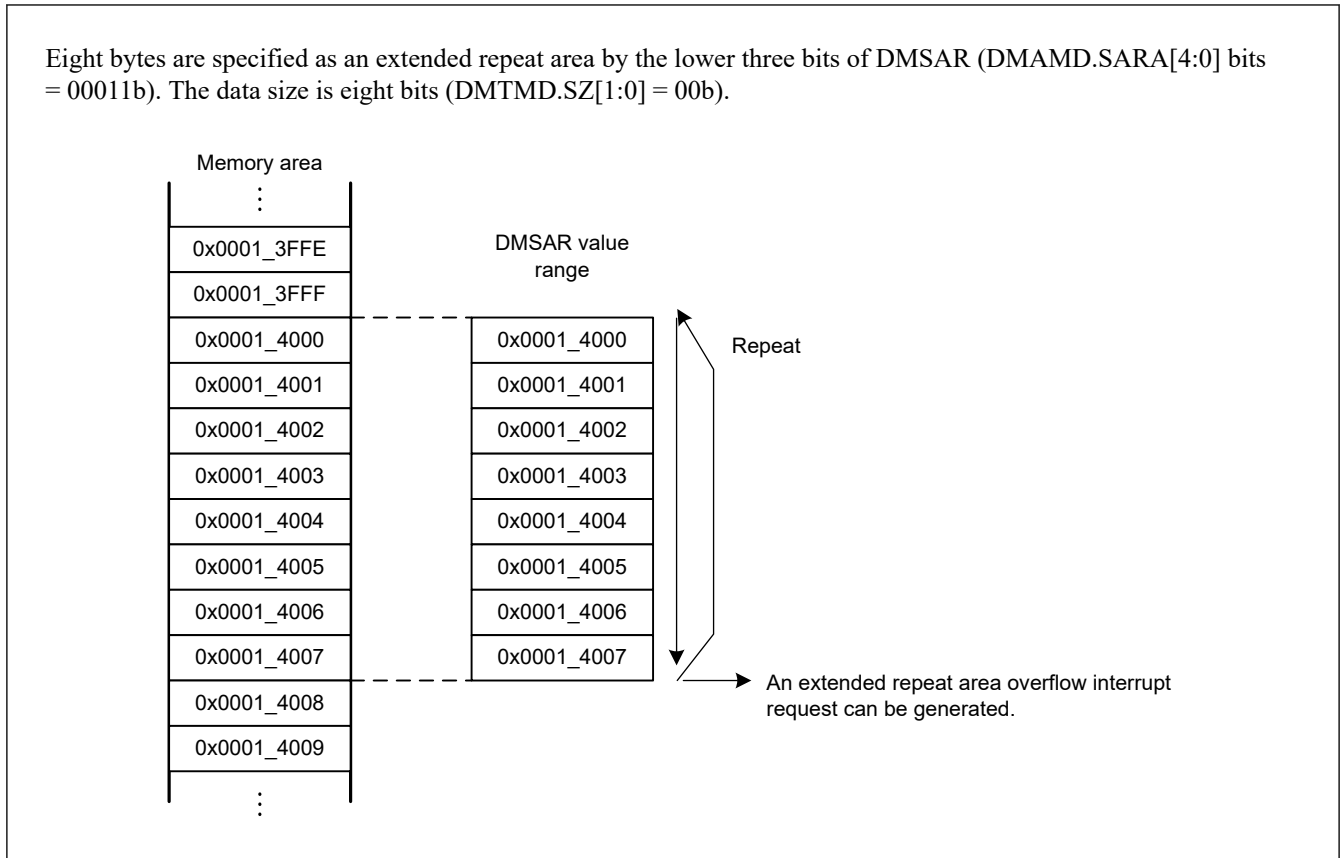 Eight bytes are specified as an extended repeat area by the lower three bits of DMSAR (DMAMD.SARA[4:0] bits
= 00011b). The data size is eight bits (DMTMD.SZ[1:0] = 00b).
Memory area
0x0001_3FFE
0x0001_3FFF
0x0001_4000
0x0001_4001
0x0001_4002
0x0001_4003
0x0001_4004
0x0001_4005
0x0001_4006
0x0001_4007
0x0001_4008
0x0001_4009
DMSAR value
range
0x0001_4000
0x0001_4001
0x0001_4002
0x0001_4003
0x0001_4004
0x0001_4005
0x0001_4006
0x0001_4007
Repeat
An extended repeat area overflow interrupt
request can be generated.